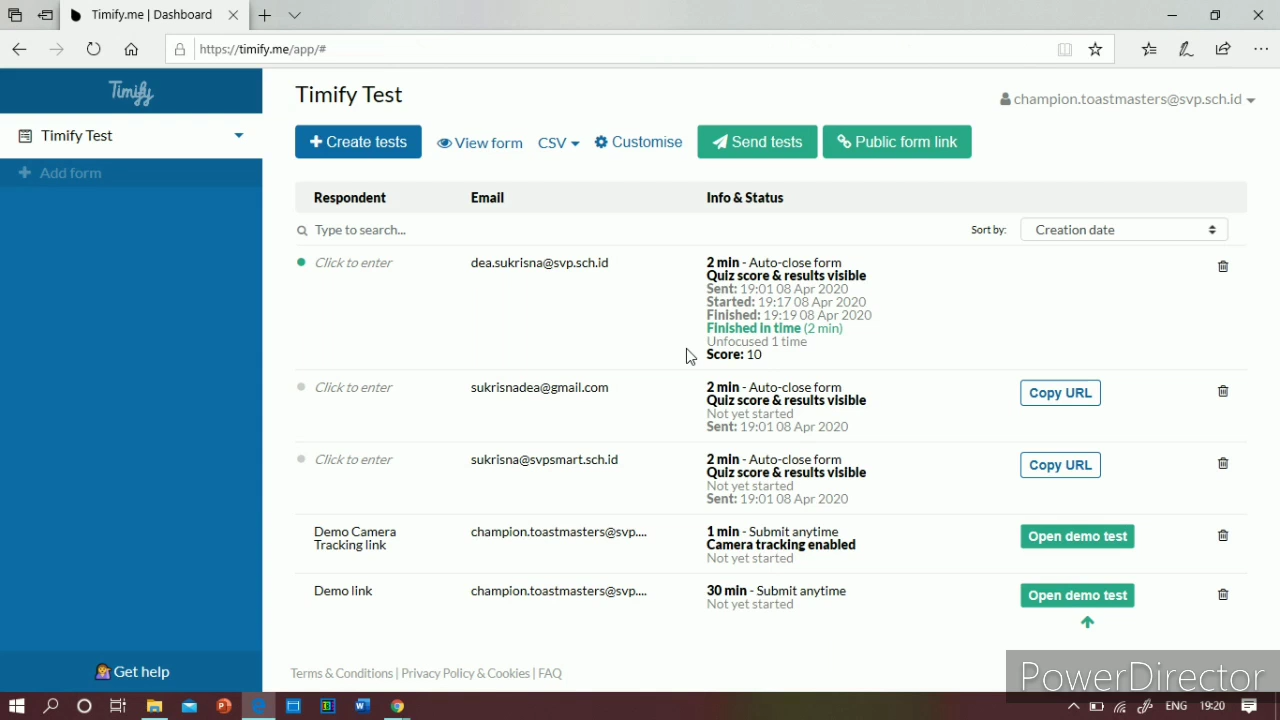 Timify.me | Dashboard
https://timify.me/app/#
Timify
Timify Test
Add form
Get help
Timify Test
champion.toastmasters@svp.sch.id
Create tests
View form
CSV
Customise
Send tests
Public form link
Respondent Email Info & Status
Type to search...
Sort by: Creation date
Click to enter dea.sukrisna@svp.sch.id 2 min - Auto-close form
Quiz score & results visible
Sent: 19:01 08 Apr 2020
Started: 19:17 08 Apr 2020
Finished: 19:19 08 Apr 2020
Finished in time (2 min)
Unfocused 1 time
Score: 10
Click to enter sukrisnadea@gmail.com 2 min - Auto-close form Copy URL
Quiz score & results visible
Not yet started
Sent: 19:01 08 Apr 2020
Click to enter sukrisna@svpsmart.sch.id 2 min - Auto-close form Copy URL
Quiz score & results visible
Not yet started
Sent: 19:01 08 Apr 2020
Demo Camera champion.toastmasters@svp.... 1 min - Submit anytime Open demo test
Tracking link Camera tracking enabled
Not yet started
Demo link champion.toastmasters@svp.... 30 min - Submit anytime Open demo test
Not yet started
Terms & Conditions | Privacy Policy & Cookies | FAQ
PowerDirector
ENG 19:20